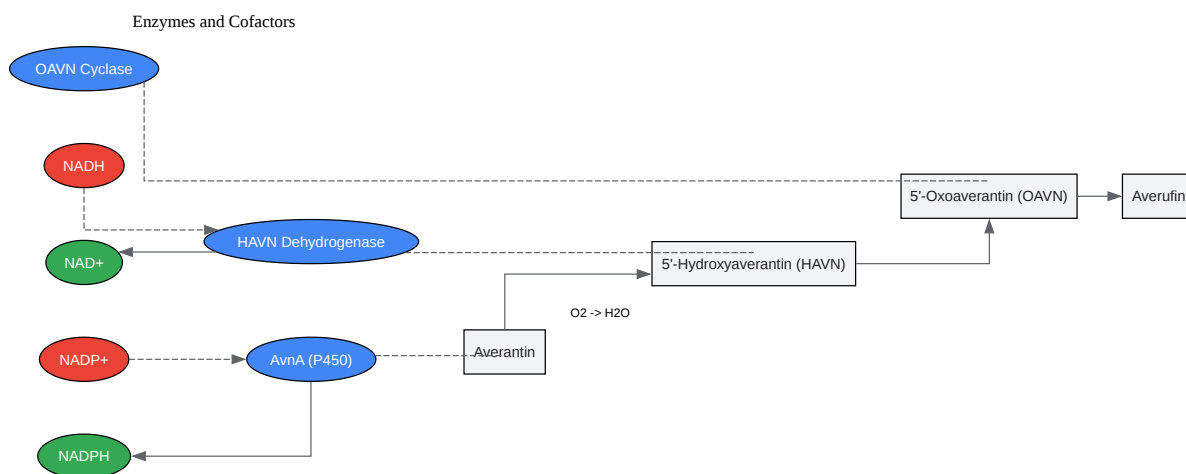 Enzymes and Cofactors
OAVN Cyclase
NADH
5'-Oxoaverantin (OAVN)
Averufin
HAVN Dehydrogenase
NAD+
5'-Hydroxyaverantin (HAVN)
O2 -> H2O
NADP+
AvnA (P450)
Averantin
NADPH